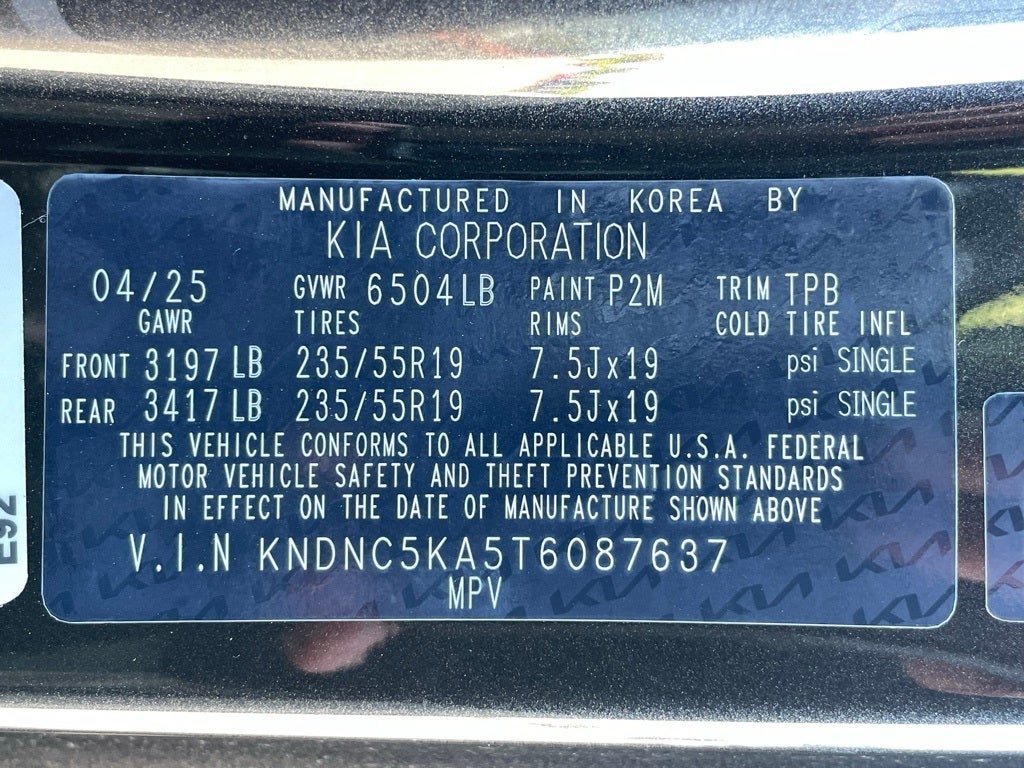 MANUFACTURED IN KOREA BY
KIA CORPORATION
04/25 GVWR 6504LB PAINT P2M TRIM TPB
GAWR TIRES RIMS COLD TIRE INFL
FRONT 3197 LB 235/55R19 7.5Jx19 psi SINGLE
REAR 3417 LB 235/55R19 7.5Jx19 psi SINGLE
THIS VEHICLE CONFORMS TO ALL APPLICABLE U.S.A. FEDERAL
MOTOR VEHICLE SAFETY AND THEFT PREVENTION STANDARDS
IN EFFECT ON THE DATE OF MANUFACTURE SHOWN ABOVE
V.I.N KNDNC5KA5T6087637
MPV
E92